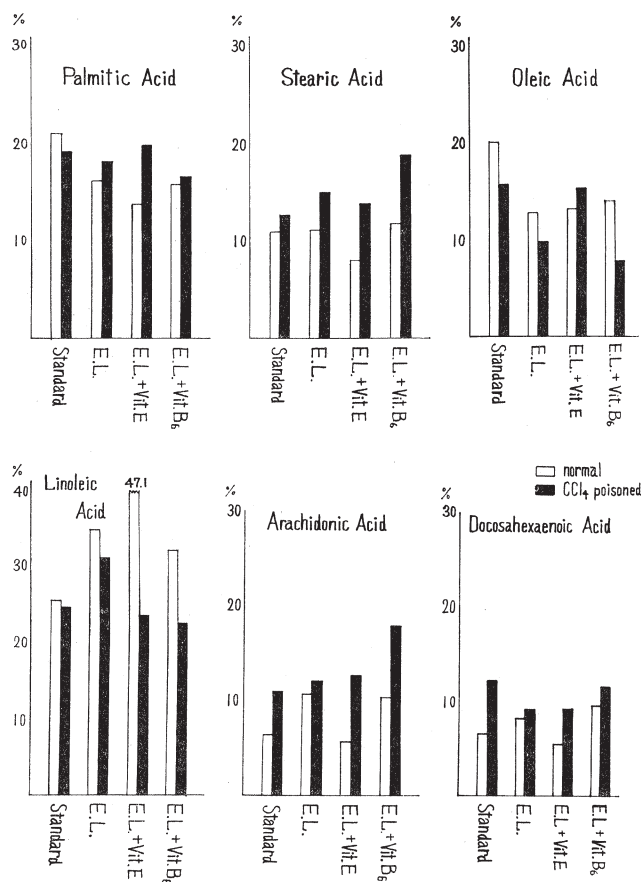 %
30
20
10
Palmitic Acid
Standard
E.L.
E.L.+Vit.E
E.L.+Vit.B₆
%
30
20
10
Stearic Acid
Standard
E.L.
E.L.+Vit.E
E.L.+Vit.B₆
%
30
20
10
Oleic Acid
Standard
E.L.
E.L.+Vit.E
E.L.+Vit.B₆
normal
CCl₄ poisoned
%
40
30
20
10
Linoleic
Acid
47.1
Standard
E.L.
E.L.+Vit.E
E.L.+Vit.B₆
%
30
20
10
Arachidonic Acid
Standard
E.L.
E.L.+Vit.E
E.L.+Vit.B₆
%
30
20
10
Docosahexaenoic Acid
Standard
E.L.
E.L+Vit.E
E.L+Vit.B₆